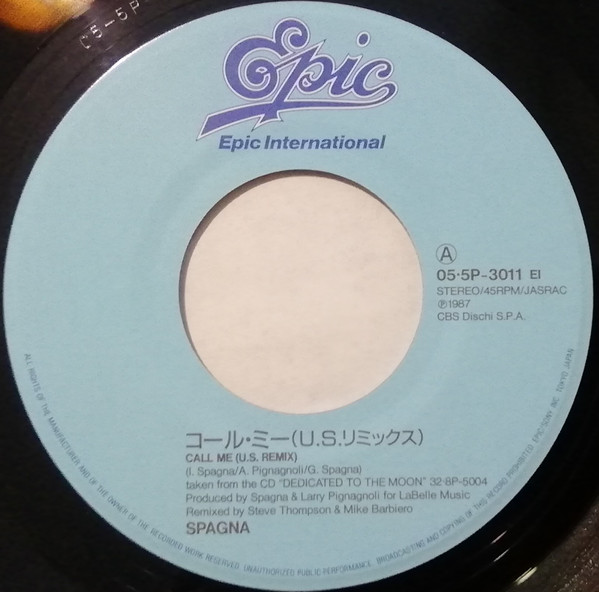 C5-5P
Epic
Epic International
A
05·5P-3011 EI
STEREO/45RPM/JASRAC
℗1987
CBS Dischi S.P.A.
コール・ミー(U.S.リミックス)
CALL ME (U.S. REMIX)
(I. Spagna/A. Pignagnoli/G. Spagna)
taken from the CD "DEDICATED TO THE MOON" 32·8P-5004
Produced by Spagna & Larry Pignagnoli for LaBelle Music
Remixed by Steve Thompson & Mike Barbiero
SPAGNA
ALL RIGHTS OF THE MANUFACTURER AND OF THE OWNER OF THE RECORDED WORK RESERVED. UNAUTHORIZED PUBLIC PERFORMANCE, BROADCASTING AND COPYING OF THIS RECORD PROHIBITED EPIC/SONY INC. TOKYO JAPAN